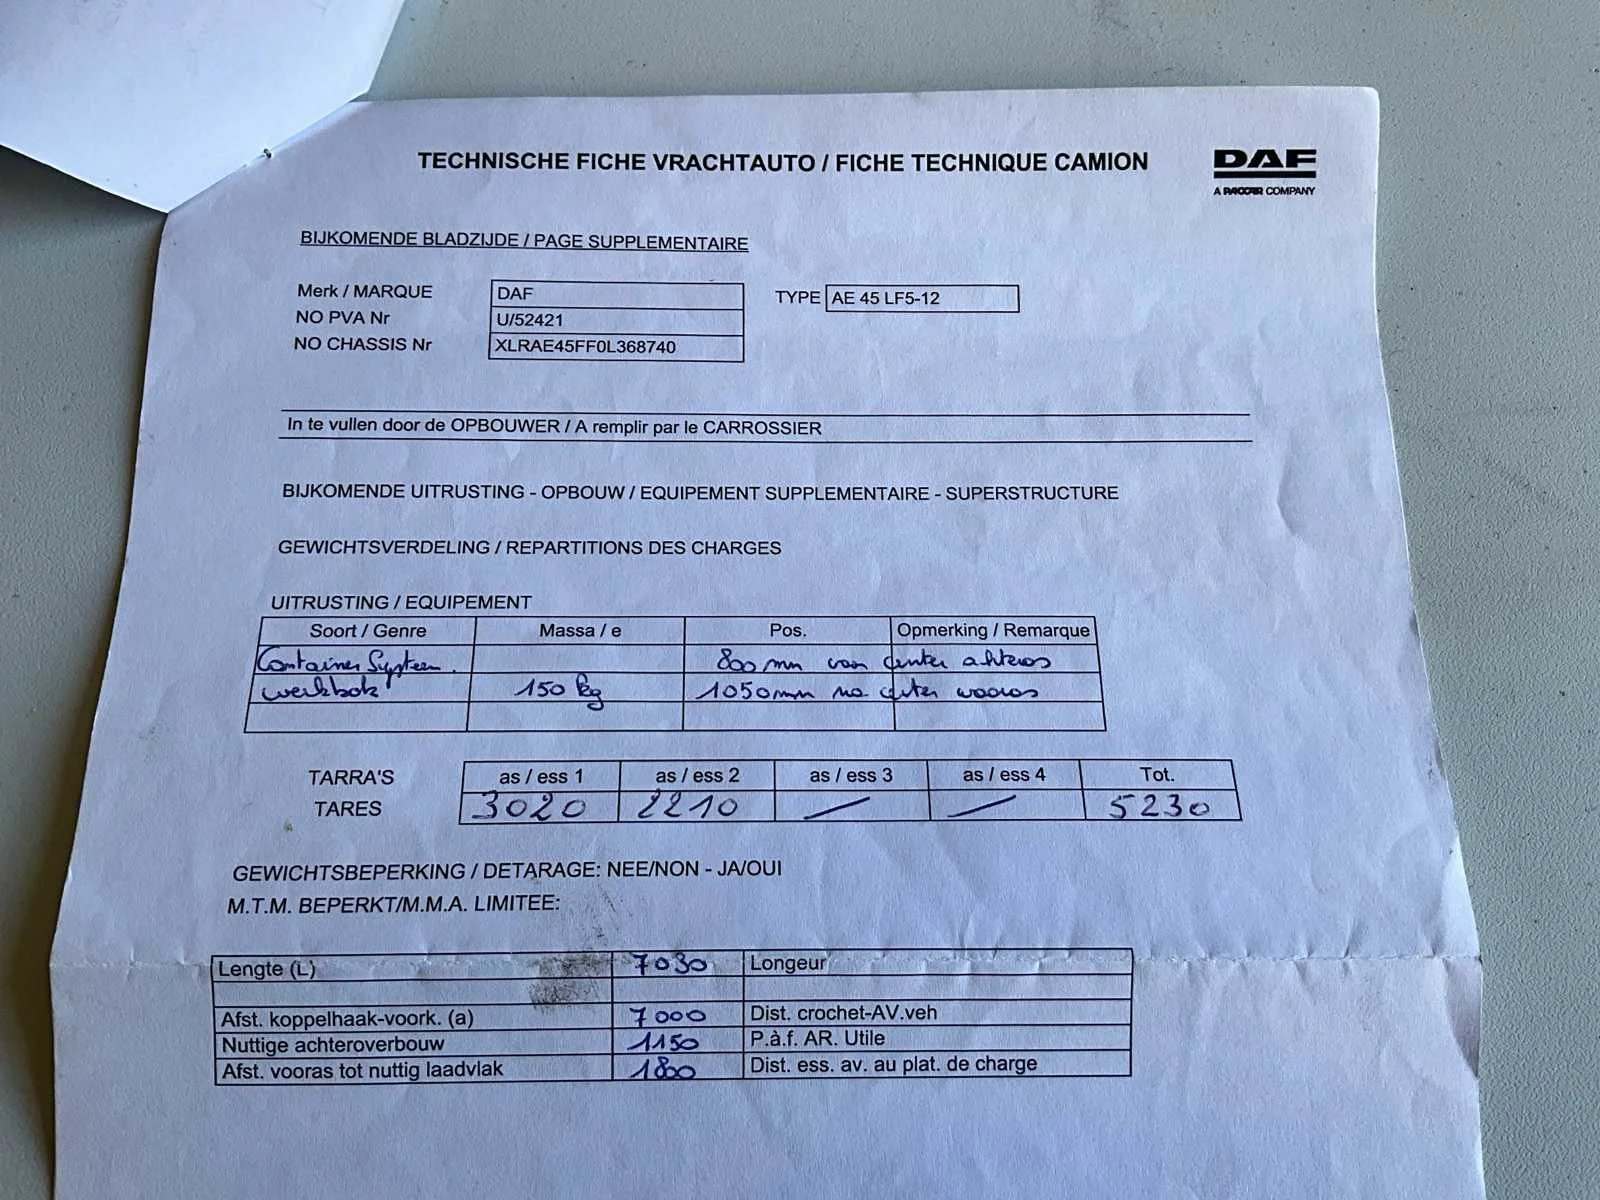 TECHNISCHE FICHE VRACHTAUTO / FICHE TECHNIQUE CAMION
DAF
A PACCAR COMPANY
BIJKOMENDE BLADZIJDE / PAGE SUPPLEMENTAIRE
Merk / MARQUE DAF TYPE AE 45 LF5-12
NO PVA Nr U/52421
NO CHASSIS Nr XLRAE45FF0L368740
In te vullen door de OPBOUWER / A remplir par le CARROSSIER
BIJKOMENDE UITRUSTING - OPBOUW / EQUIPEMENT SUPPLEMENTAIRE - SUPERSTRUCTURE
GEWICHTSVERDELING / REPARTITIONS DES CHARGES
UITRUSTING / EQUIPEMENT
Soort / Genre Massa / e Pos. Opmerking / Remarque
Container Systeem. 800 mm van center achteras
werkbak 150 kg 1050mm na center vooras
TARRA'S as / ess 1 as / ess 2 as / ess 3 as / ess 4 Tot.
TARES 3020 2210 / / 5230
GEWICHTSBEPERKING / DETARAGE: NEE/NON - JA/OUI
M.T.M. BEPERKT/M.M.A. LIMITEE:
Lengte (L) 7030 Longeur
Afst. koppelhaak-voork. (a) 7000 Dist. crochet-AV.veh
Nuttige achteroverbouw 1150 P.à.f. AR. Utile
Afst. vooras tot nuttig laadvlak 1800 Dist. ess. av. au plat. de charge